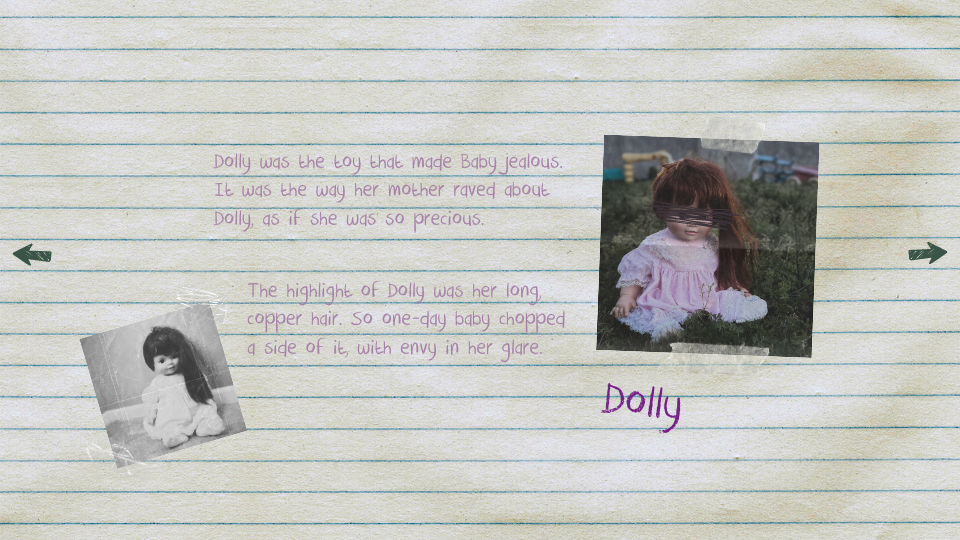 Dolly was the toy that made Baby jealous.
It was the way her mother raved about
Dolly, as if she was so precious.
The highlight of Dolly was her long,
copper hair. So one-day baby chopped
a side of it, with envy in her glare.
Dolly